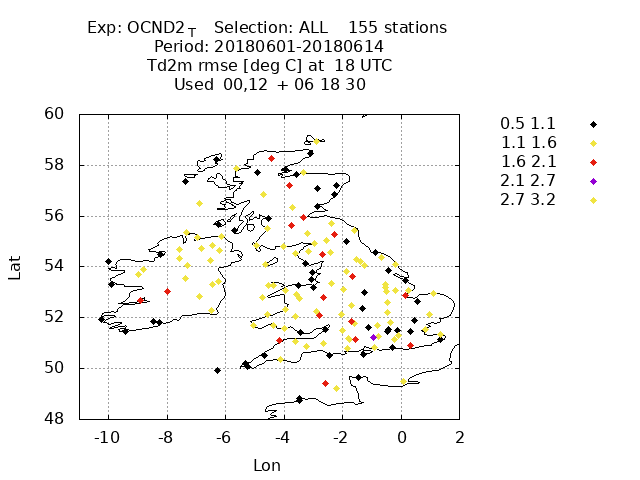 Exp: OCND2 T Selection: ALL 155 stations
Period: 20180601-20180614
Td2m rmse [deg C] at 18 UTC
Used 00,12 + 06 18 30
60
58
56
54
52
50
48
Lat
-10 -8 -6 -4 -2 0 2
Lon
0.5 1.1
1.1 1.6
1.6 2.1
2.1 2.7
2.7 3.2